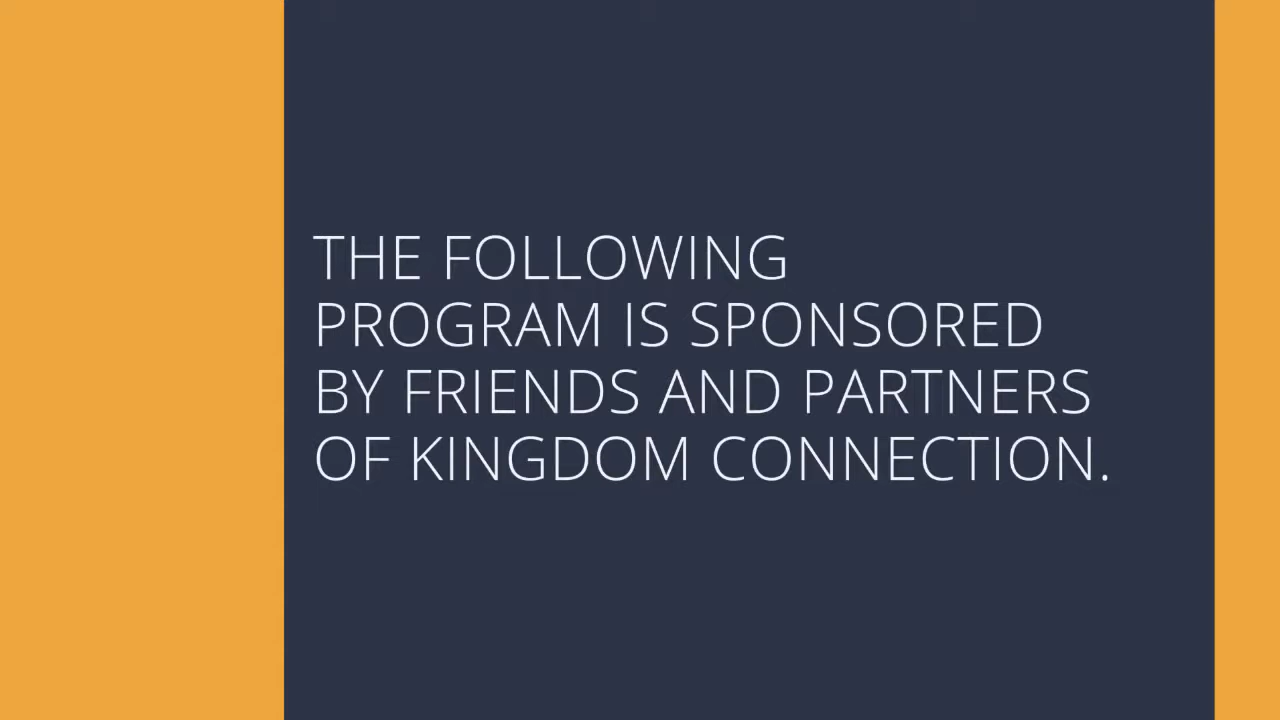 THE FOLLOWING
PROGRAM IS SPONSORED
BY FRIENDS AND PARTNERS
OF KINGDOM CONNECTION.